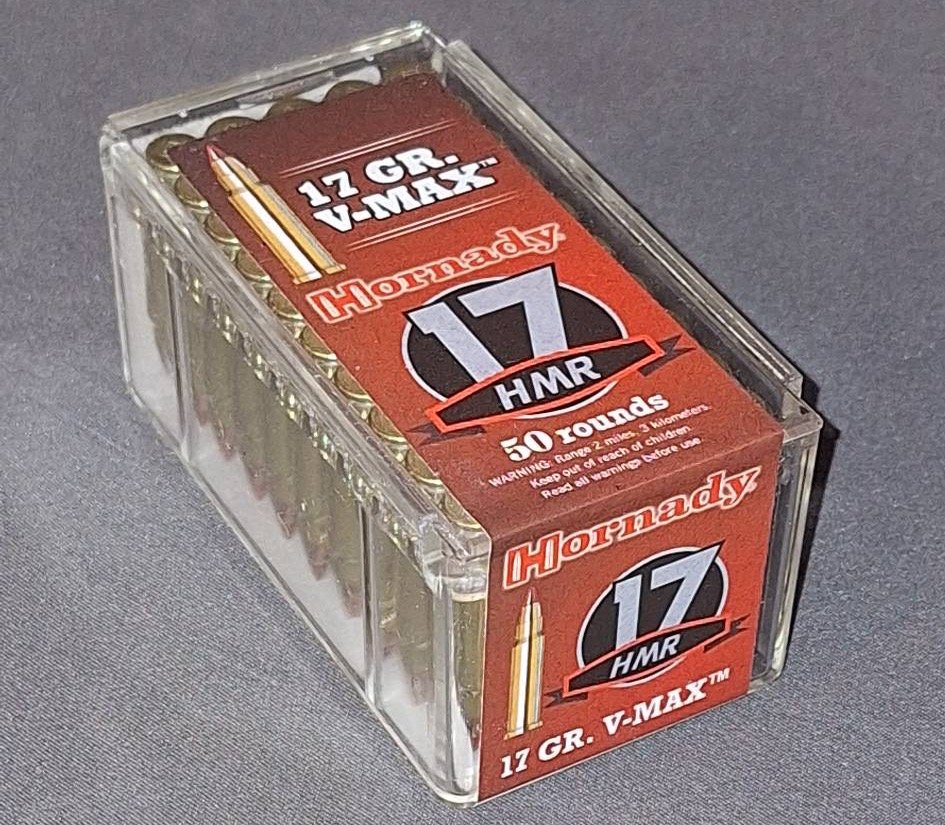 17 GR.
V-MAX™
Hornady
17
HMR
50 rounds
WARNING: Range 2 miles, 3 kilometers.
Keep out of reach of children.
Read all warnings before use.
Hornady
17
HMR
17 GR. V-MAX™